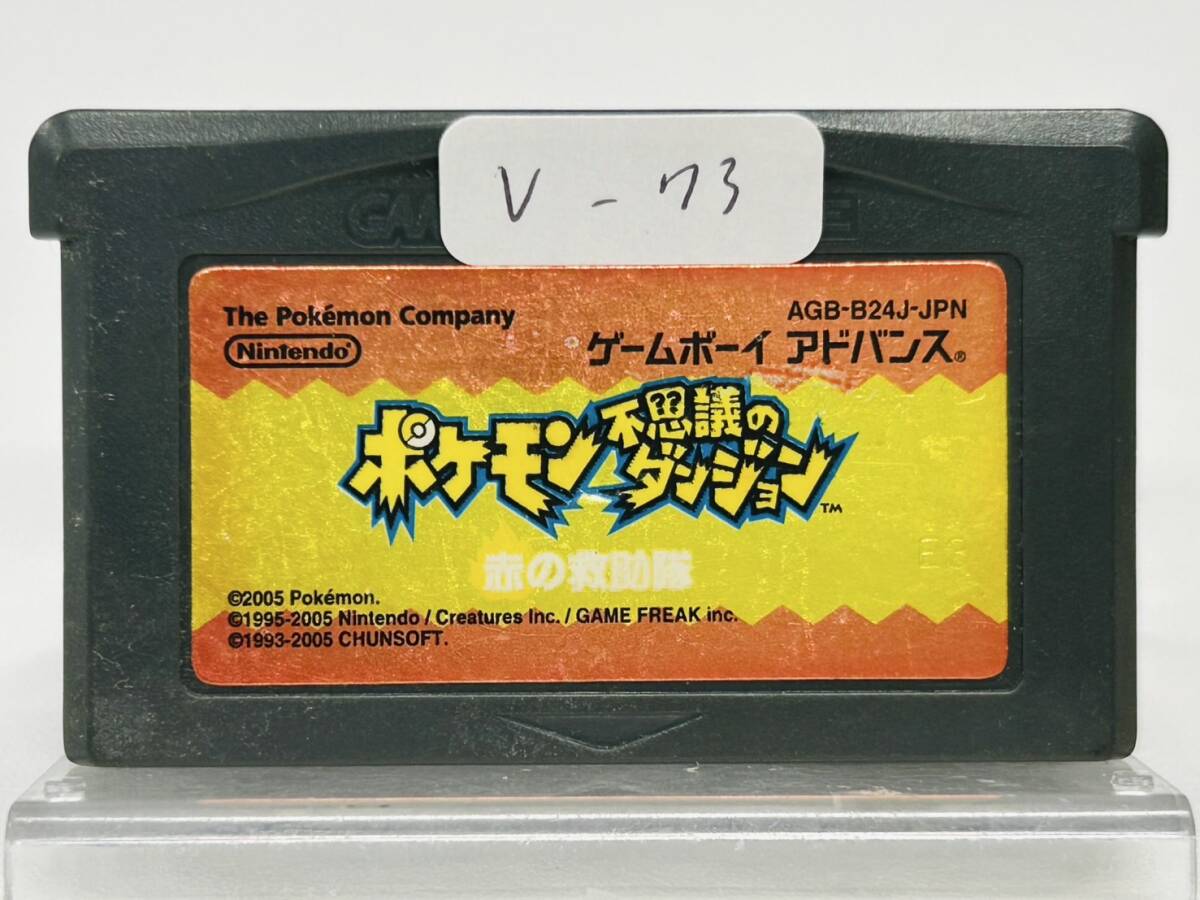 V-73
The Pokémon Company
Nintendo
AGB-B24J-JPN
ゲームボーイ アドバンス®
ポケモン不思議のダンジョン™
赤の救助隊
©2005 Pokémon.
©1995-2005 Nintendo / Creatures Inc. / GAME FREAK inc.
©1993-2005 CHUNSOFT.